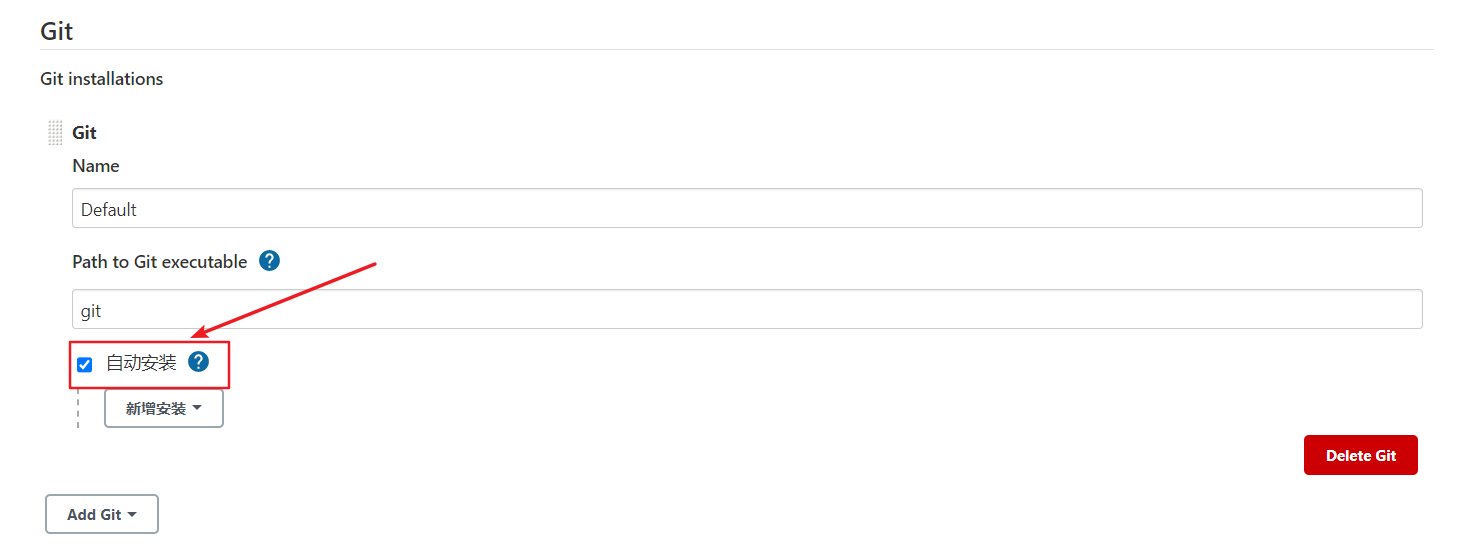 Git
Git installations
Git
Name
Default
Path to Git executable ?
git
自动安装 ?
新增安装
Delete Git
Add Git